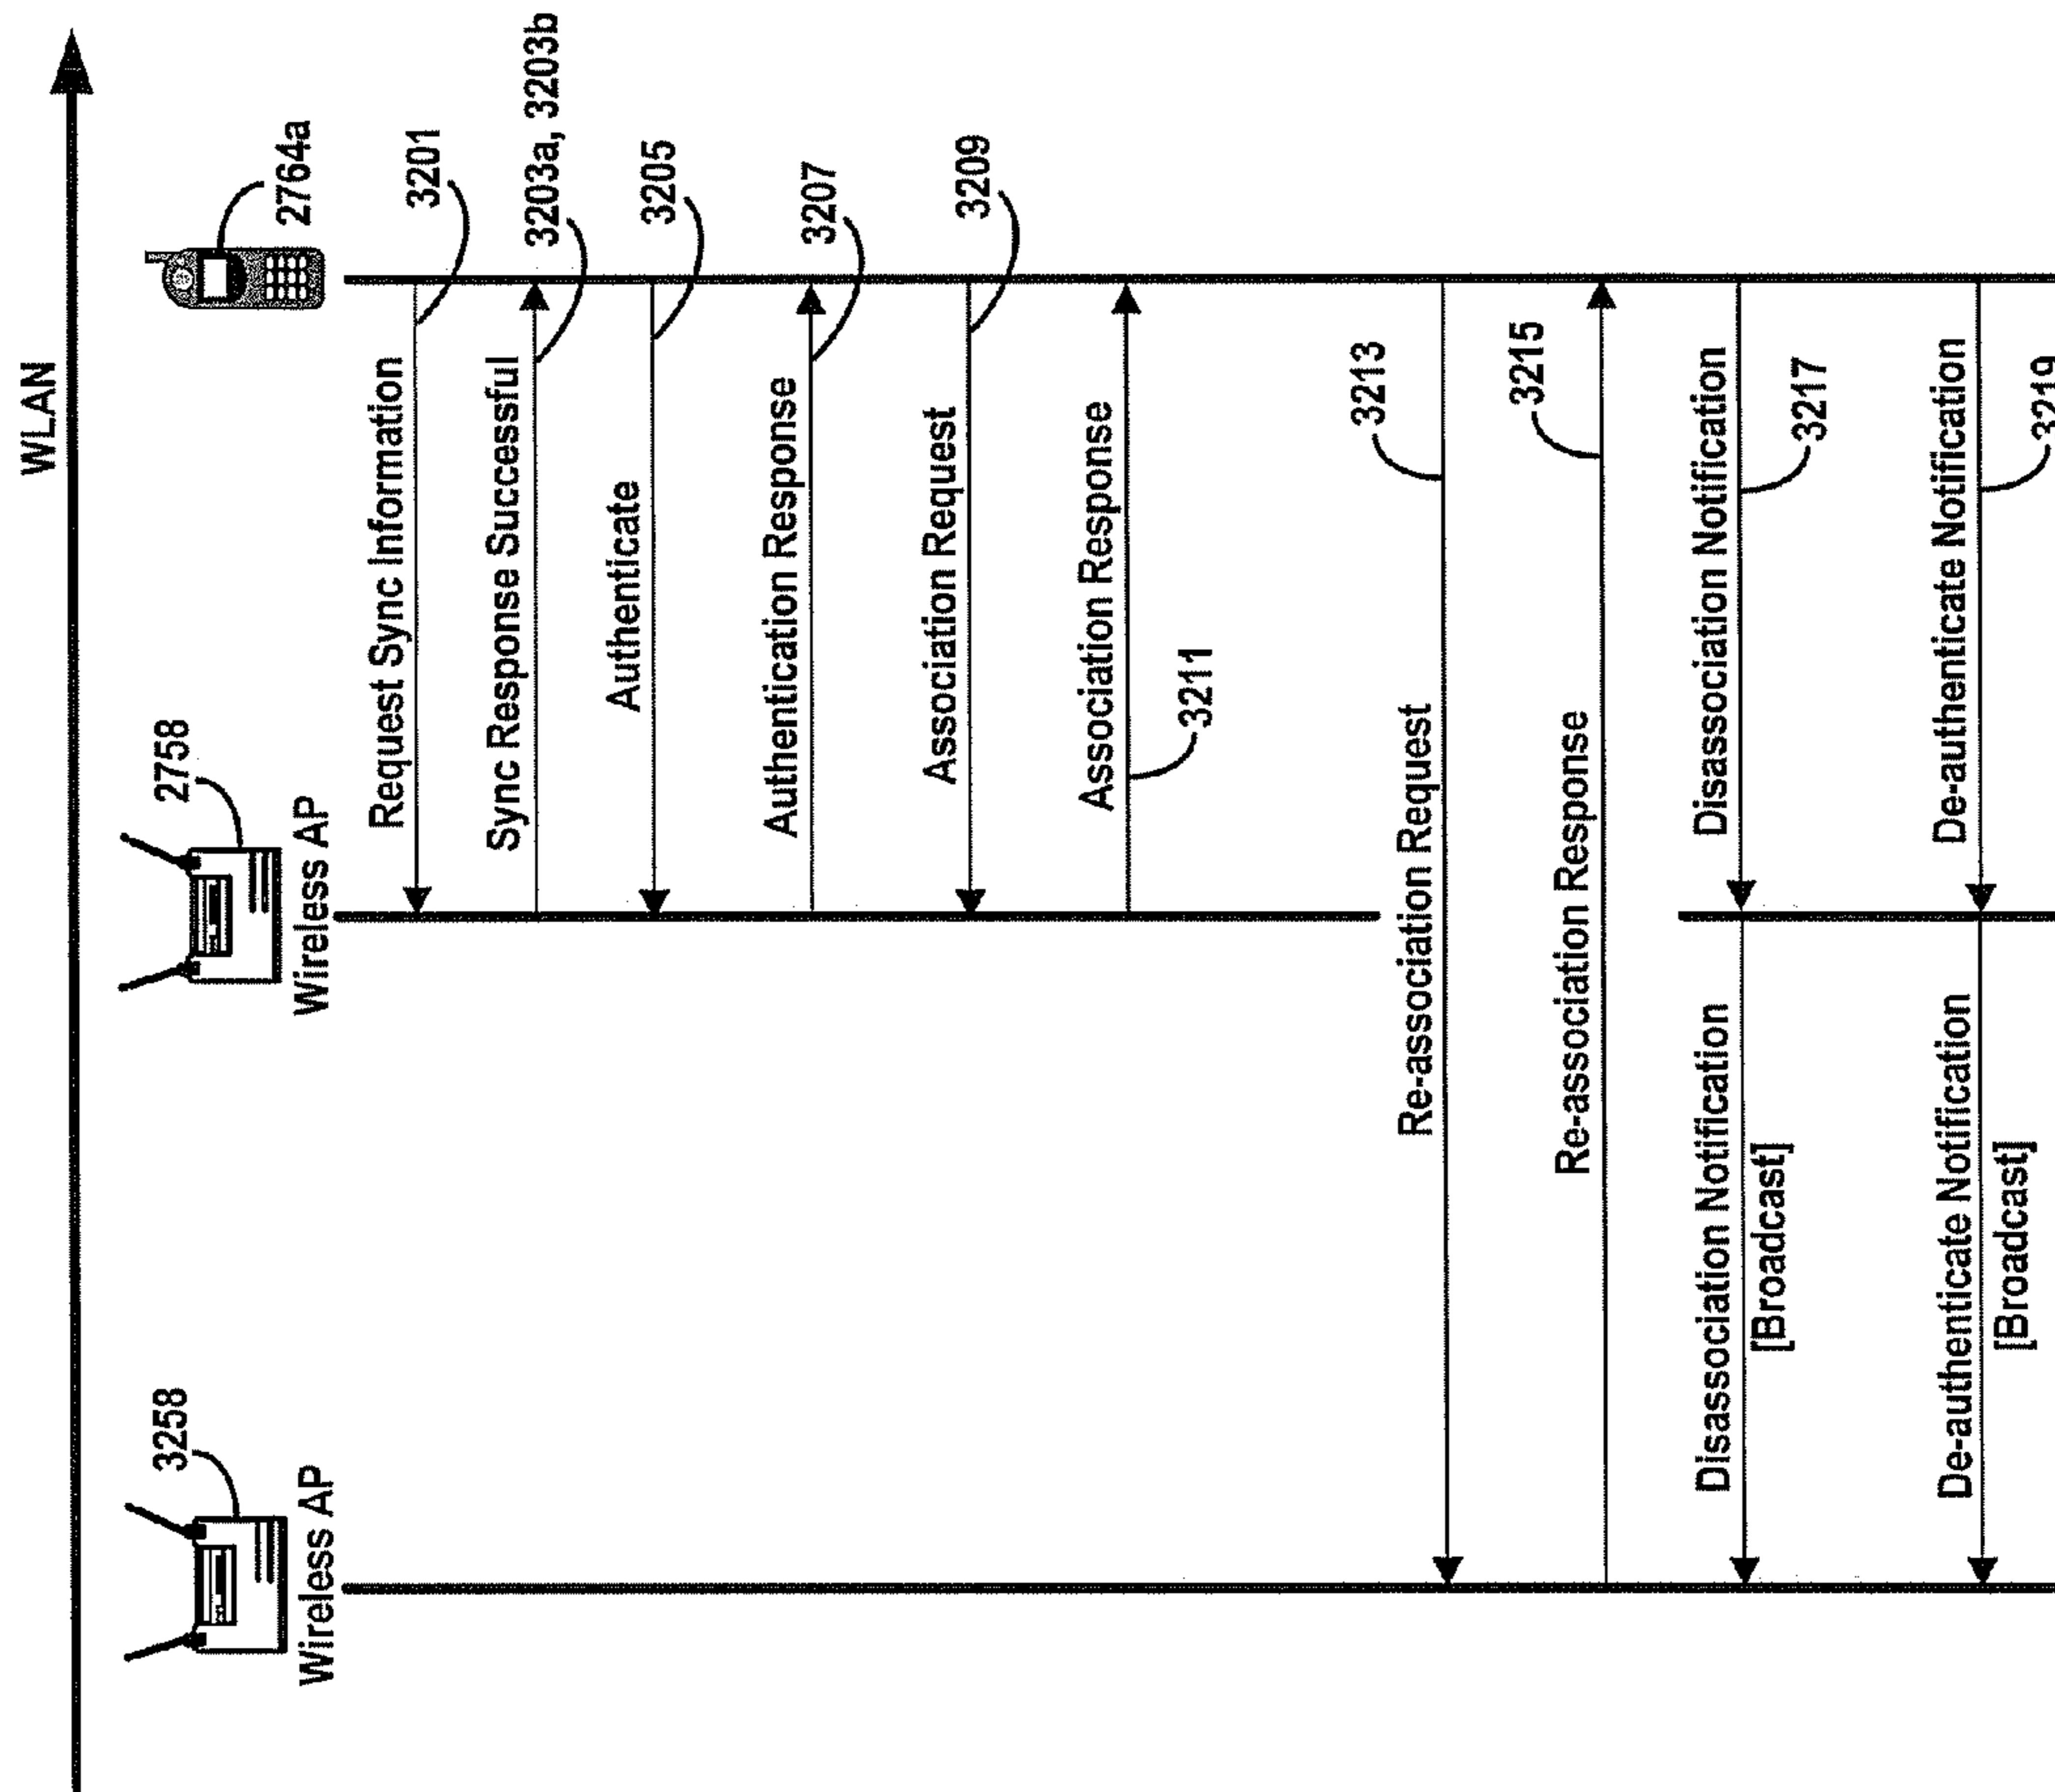 WLAN
3258
Wireless AP
2758
Wireless AP
2764a
Request Sync Information
3201
Sync Response Successful
3203a, 3203b
Authenticate
3205
Authentication Response
3207
Association Request
3209
Association Response
3211
Re-association Request
3213
Re-association Response
3215
Disassociation Notification
[Broadcast]
Disassociation Notification
3217
De-authenticate Notification
[Broadcast]
De-authenticate Notification
3219